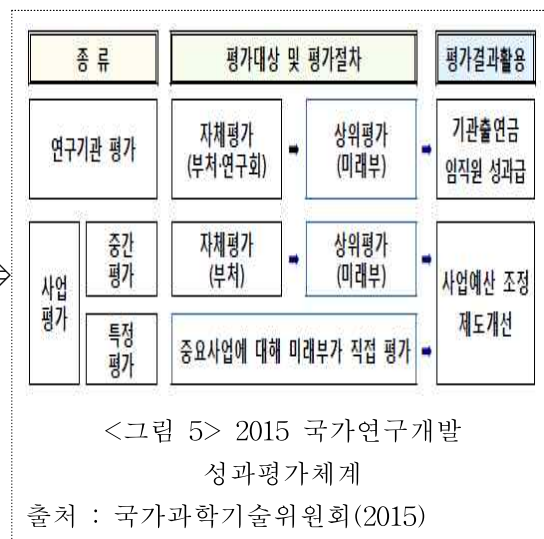 종 류
평가대상 및 평가절차
평가결과활용
연구기관 평가
자체평가
(부처·연구회)
상위평가
(미래부)
기관출연금
임직원 성과급
사업
평가
중간
평가
자체평가
(부처)
상위평가
(미래부)
사업예산 조정
제도개선
특정
평가
중요사업에 대해 미래부가 직접 평가
<그림 5> 2015 국가연구개발
성과평가체계
출처 : 국가과학기술위원회(2015)